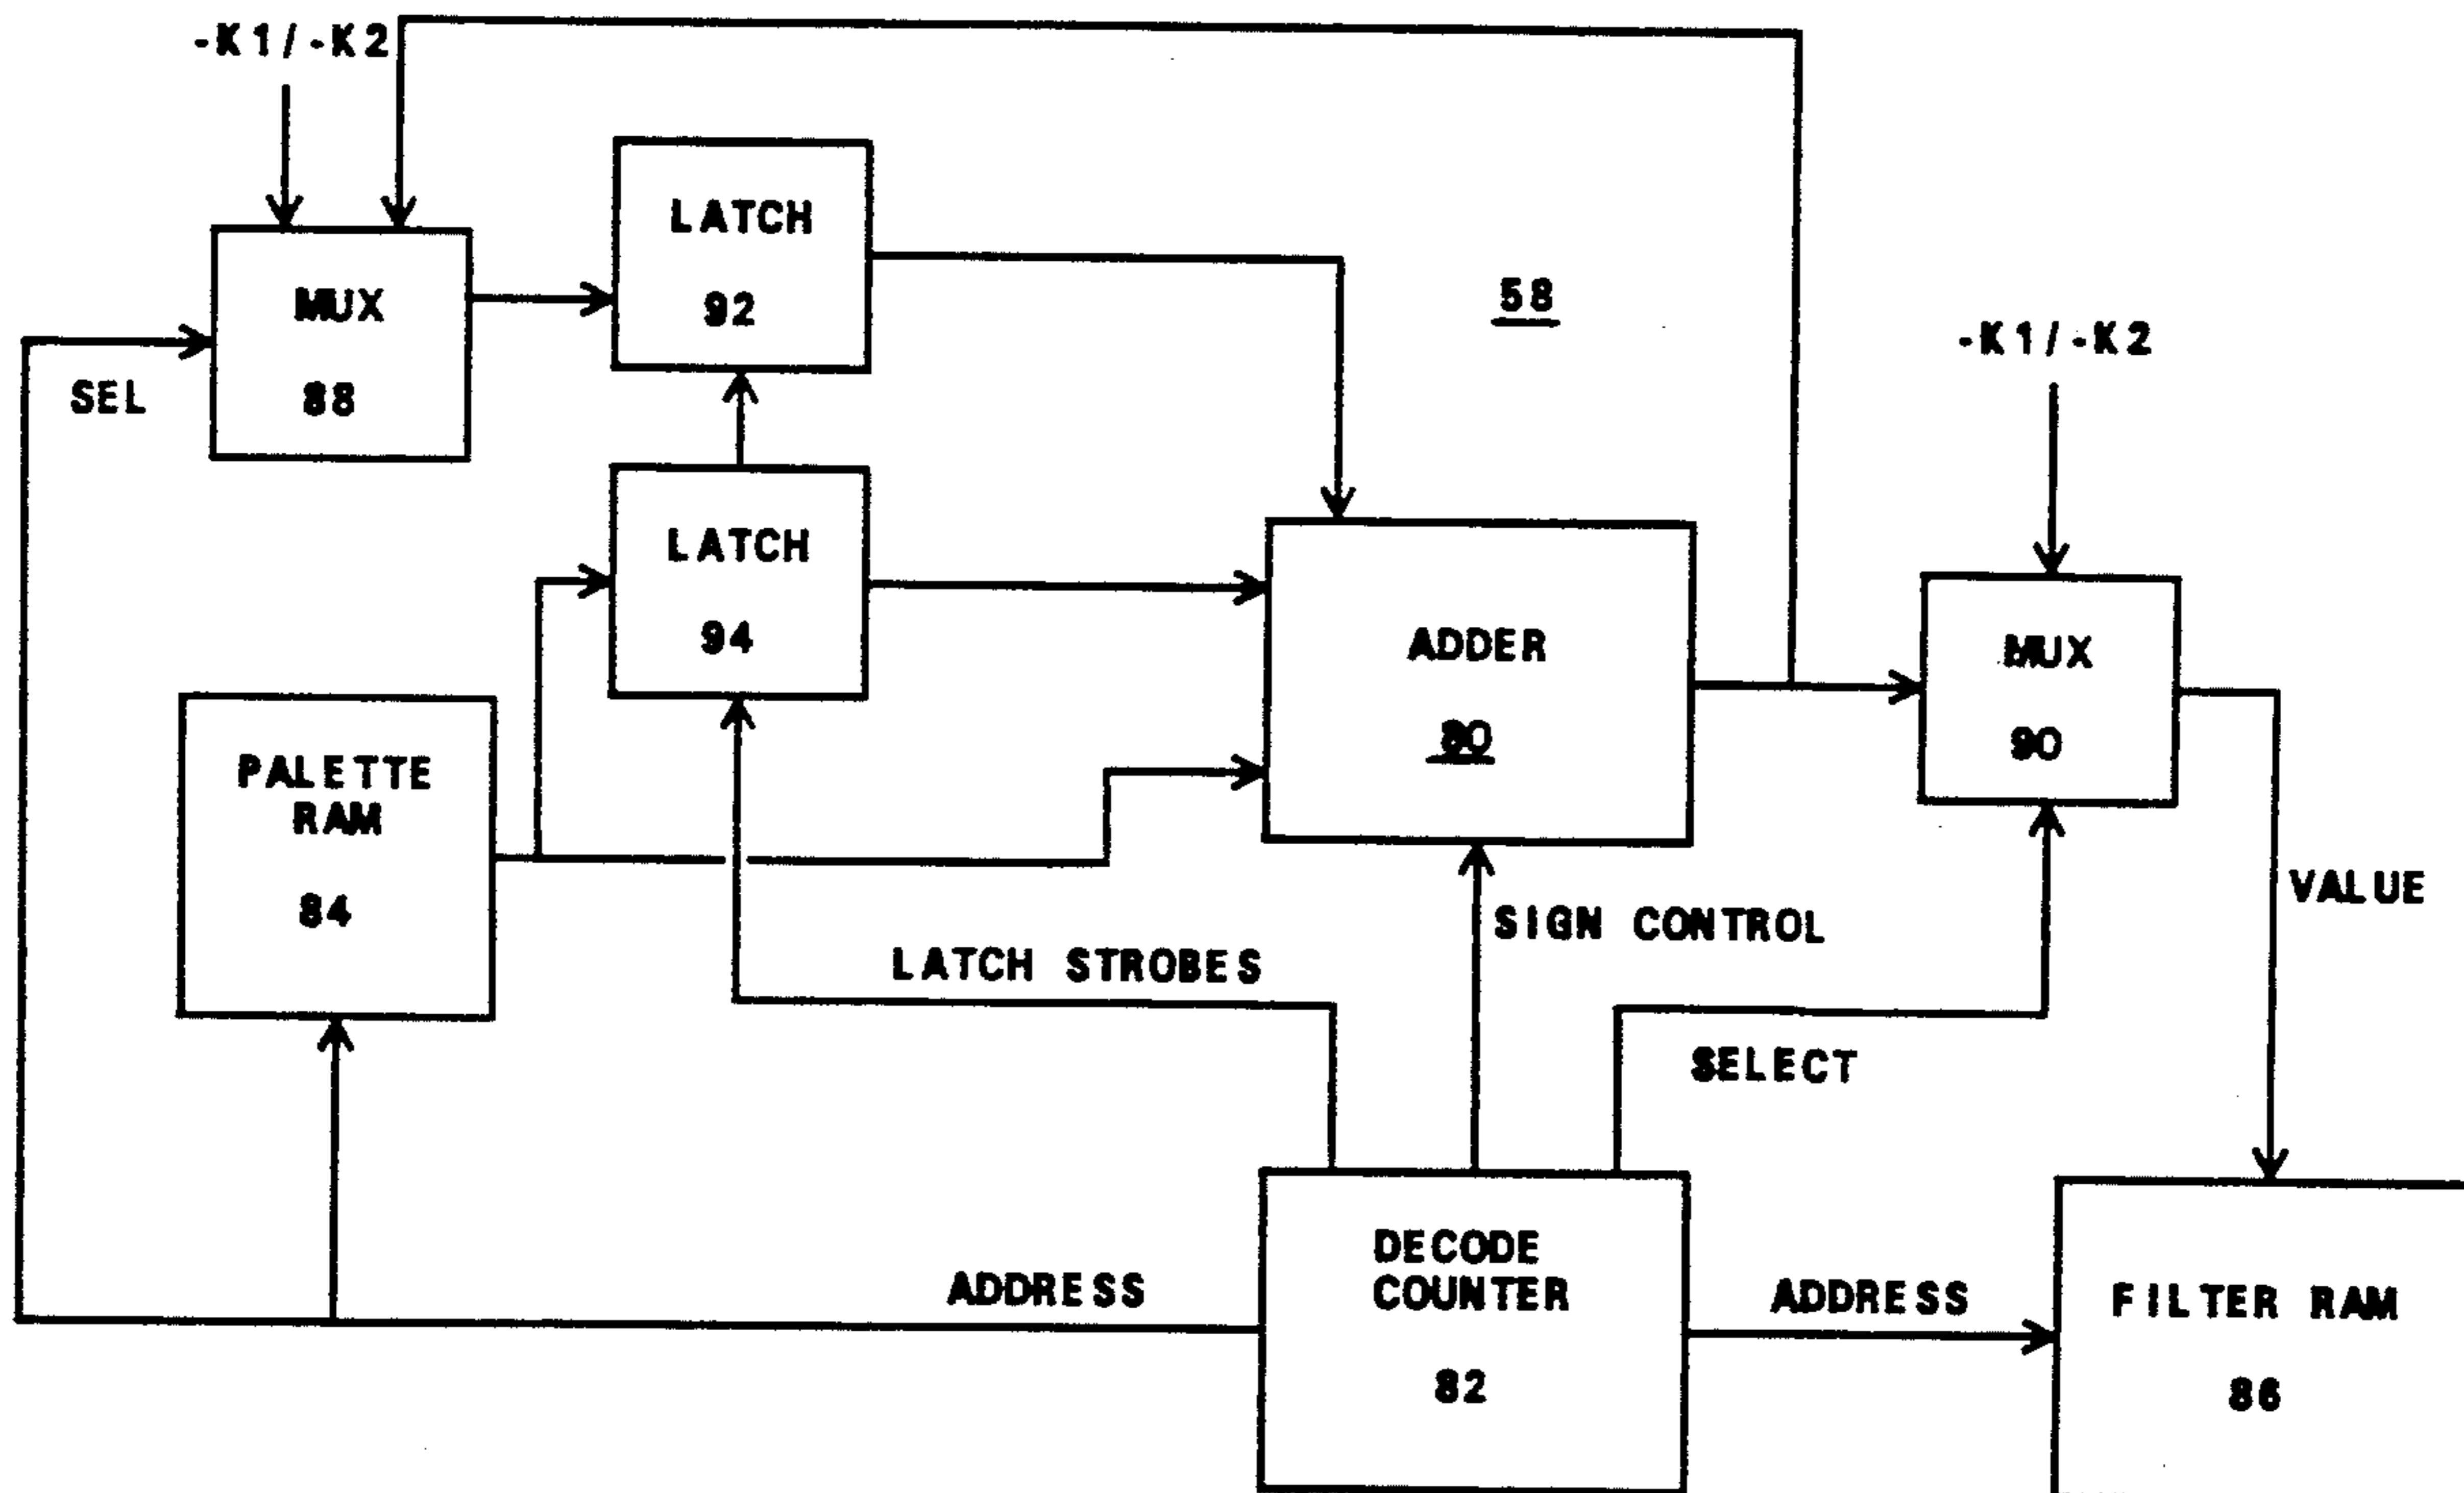 -K1/-K2
LATCH
92
MUX
88
SEL
58
-K1/-K2
LATCH
94
ADDER
80
MUX
90
PALETTE
RAM
84
VALUE
SIGN CONTROL
LATCH STROBES
SELECT
DECODE
COUNTER
82
ADDRESS
ADDRESS
FILTER RAM
86